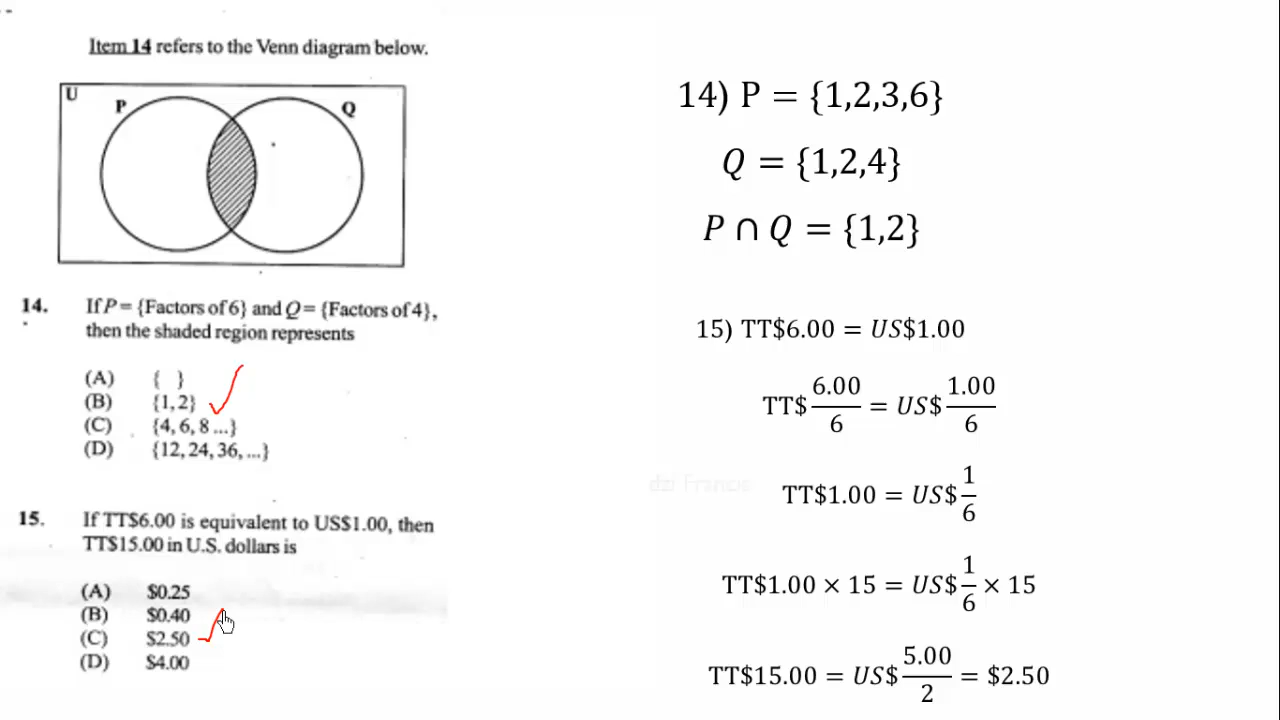 Item 14 refers to the Venn diagram below.
U
P
Q
14. If P = {Factors of 6} and Q = {Factors of 4},
then the shaded region represents
(A) { }
(B) {1, 2}
(C) {4, 6, 8 ...}
(D) {12, 24, 36, ...}
15. If TT$6.00 is equivalent to US$1.00, then
TT$15.00 in U.S. dollars is
(A) $0.25
(B) $0.40
(C) $2.50
(D) $4.00
14) P = {1,2,3,6}
Q = {1,2,4}
P ∩ Q = {1,2}
15) TT$6.00 = US$1.00
TT$ 6.00/6 = US$ 1.00/6
TT$1.00 = US$ 1/6
TT$1.00 × 15 = US$ 1/6 × 15
TT$15.00 = US$ 5.00/2 = $2.50